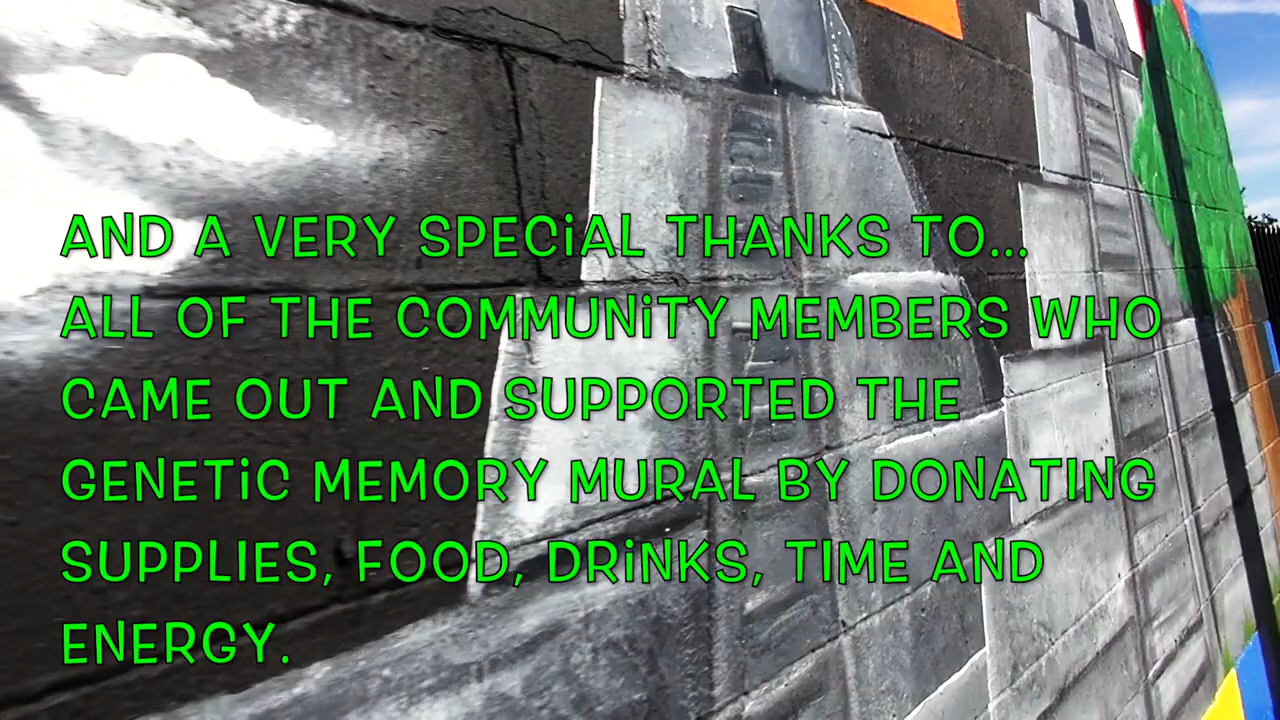 AND A VERY SPECiAL THANKS TO...
ALL OF THE COMMUNiTY MEMBERS WHO
CAME OUT AND SUPPORTED THE
GENETiC MEMORY MURAL BY DONATING
SUPPLIES, FOOD, DRiNKS, TIME AND
ENERGY.